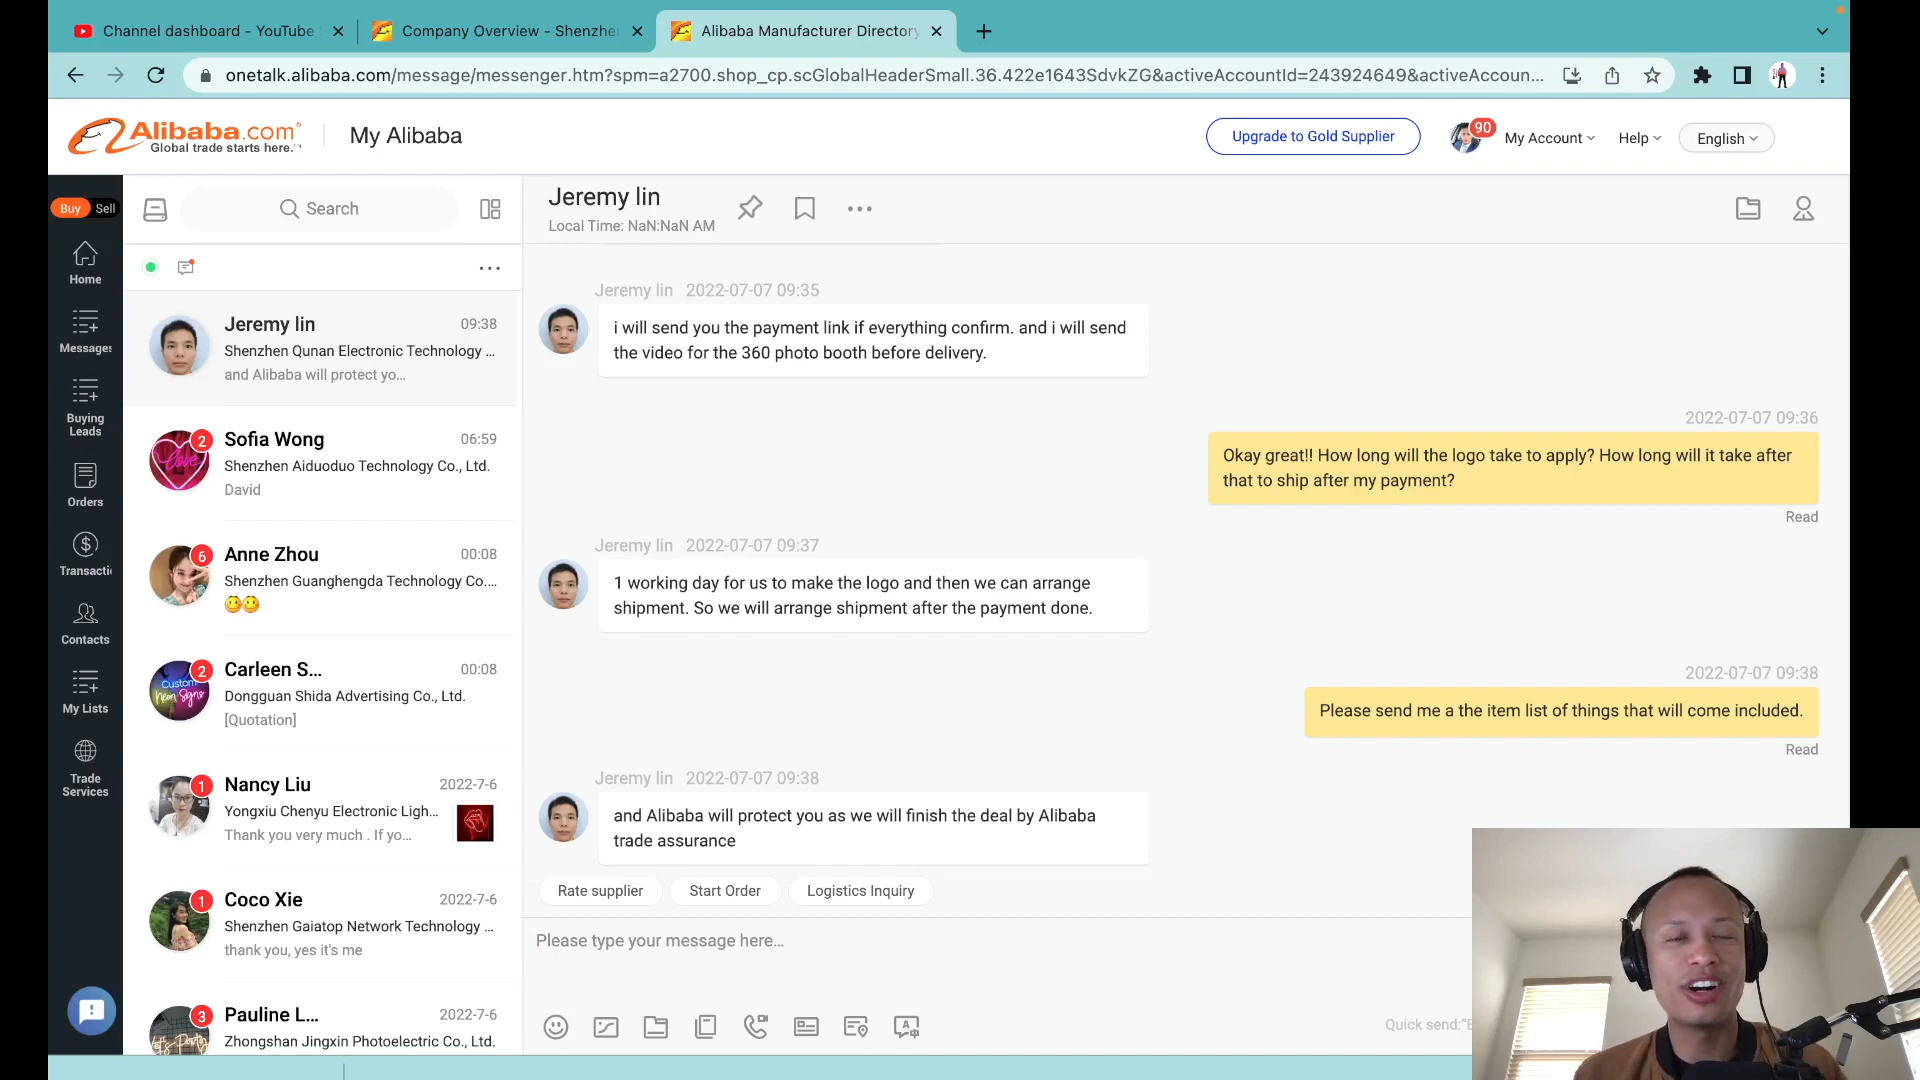 Channel dashboard - YouTube
Company Overview - Shenzhe
Alibaba Manufacturer Directory
onetalk.alibaba.com/message/messenger.htm?spm=a2700.shop_cp.scGlobalHeaderSmall.36.422e1643SdvkZG&activeAccountId=243924649&activeAccoun...
Alibaba.com
Global trade starts here.™
My Alibaba
Upgrade to Gold Supplier
90
My Account
Help
English
Buy
Sell
Home
Messages
Buying
Leads
Orders
Transacti
Contacts
My Lists
Trade
Services
Search
Jeremy lin
09:38
Shenzhen Qunan Electronic Technology ...
and Alibaba will protect yo...
2
Sofia Wong
06:59
Shenzhen Aiduoduo Technology Co., Ltd.
David
6
Anne Zhou
00:08
Shenzhen Guanghengda Technology Co....
2
Custom
Neon Signs
Carleen S...
00:08
Dongguan Shida Advertising Co., Ltd.
[Quotation]
1
Nancy Liu
2022-7-6
Yongxiu Chenyu Electronic Ligh...
Thank you very much . If yo...
1
Coco Xie
2022-7-6
Shenzhen Gaiatop Network Technology ...
thank you, yes it's me
3
Pauline L...
2022-7-6
Zhongshan Jingxin Photoelectric Co., Ltd.
Jeremy lin
Local Time: NaN:NaN AM
Jeremy lin 2022-07-07 09:35
i will send you the payment link if everything confirm. and i will send
the video for the 360 photo booth before delivery.
2022-07-07 09:36
Okay great!! How long will the logo take to apply? How long will it take after
that to ship after my payment?
Read
Jeremy lin 2022-07-07 09:37
1 working day for us to make the logo and then we can arrange
shipment. So we will arrange shipment after the payment done.
2022-07-07 09:38
Please send me a the item list of things that will come included.
Read
Jeremy lin 2022-07-07 09:38
and Alibaba will protect you as we will finish the deal by Alibaba
trade assurance
Rate supplier
Start Order
Logistics Inquiry
Please type your message here...
Quick send:"E